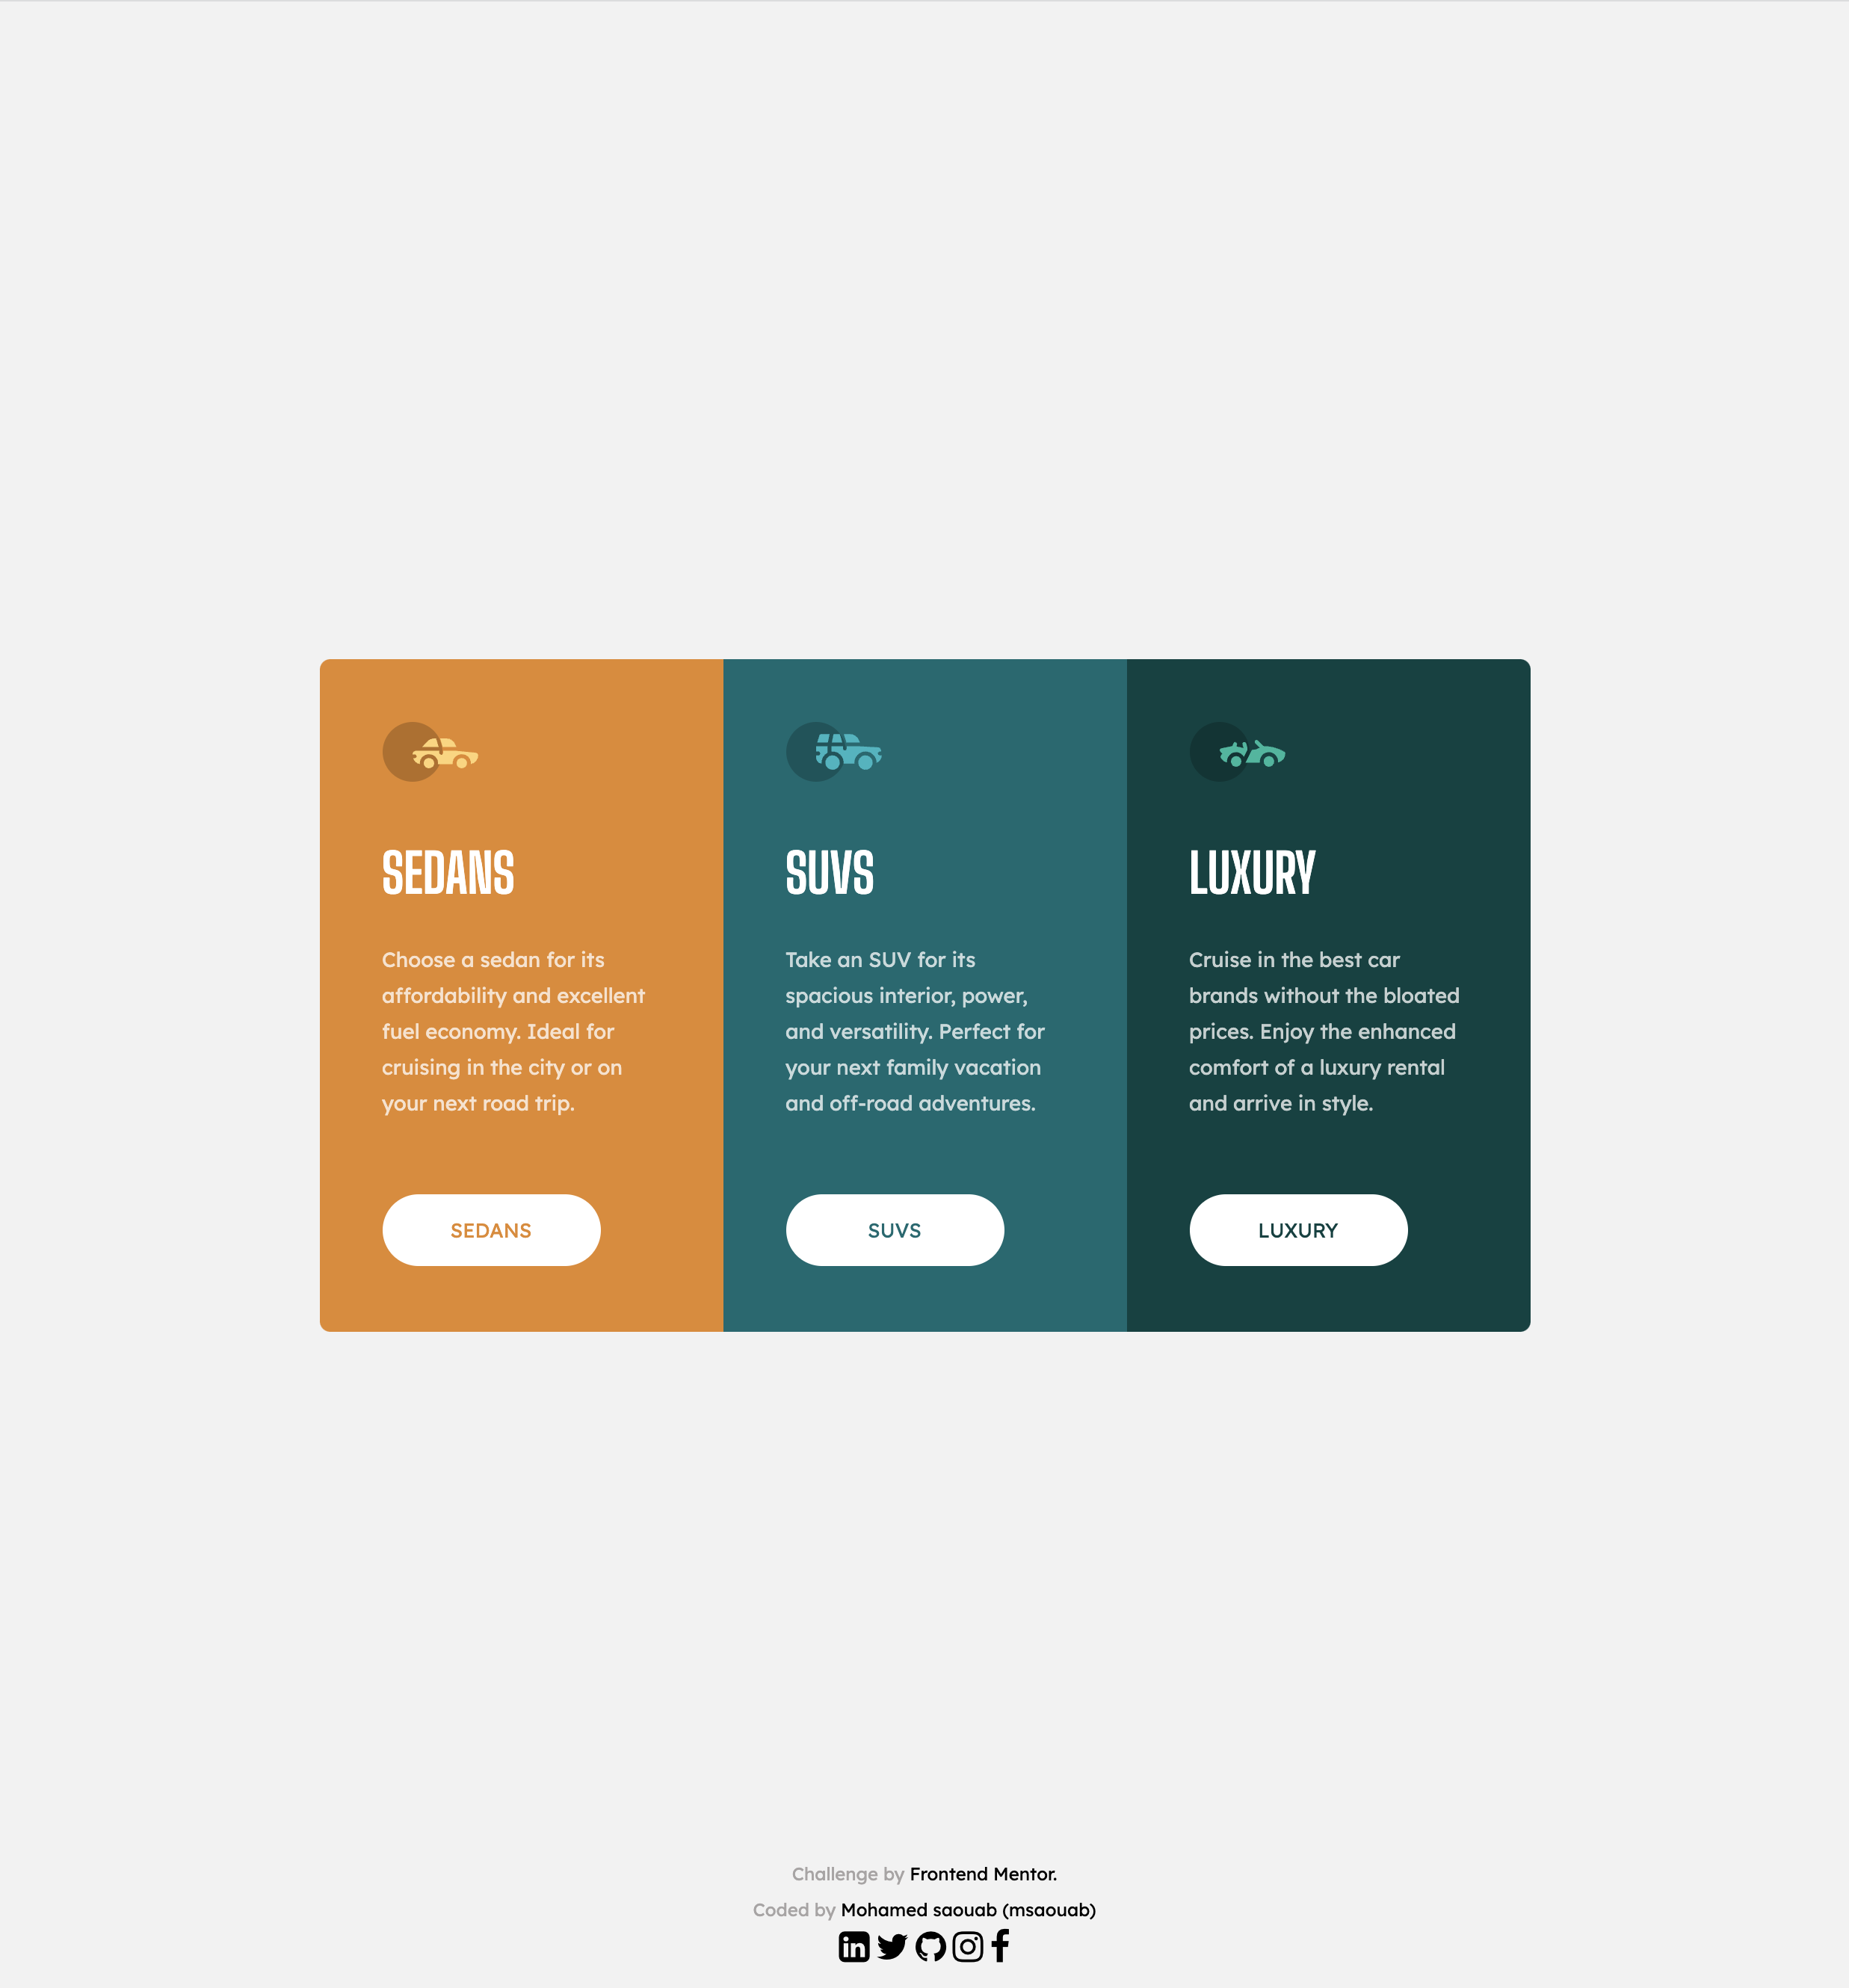 SEDANS
Choose a sedan for its
affordability and excellent
fuel economy. Ideal for
cruising in the city or on
your next road trip.
SEDANS
SUVS
Take an SUV for its
spacious interior, power,
and versatility. Perfect for
your next family vacation
and off-road adventures.
SUVS
LUXURY
Cruise in the best car
brands without the bloated
prices. Enjoy the enhanced
comfort of a luxury rental
and arrive in style.
LUXURY
Challenge by Frontend Mentor.
Coded by Mohamed saouab (msaouab)